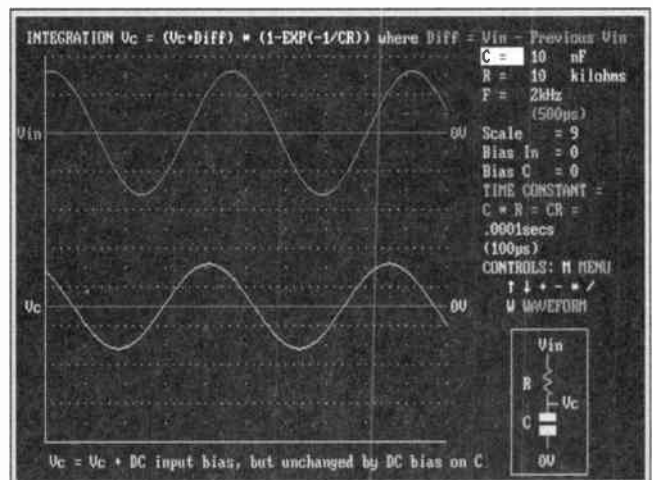 INTEGRATION Vc = (Vc+Diff) * (1-EXP(-1/CR)) where Diff = Vin - Previous Vin
C = 10 nF
R = 10 kilohms
F = 2kHz
(500µs)
Vin
0V
Scale = 9
Bias In = 0
Bias C = 0
TIME CONSTANT =
C * R = CR =
.0001secs
(100µs)
CONTROLS: M MENU
↑ ↓ + - * /
W WAVEFORM
Vc
0V
Vin
R
Vc
C
0V
Vc = Vc + DC input bias, but unchanged by DC bias on C